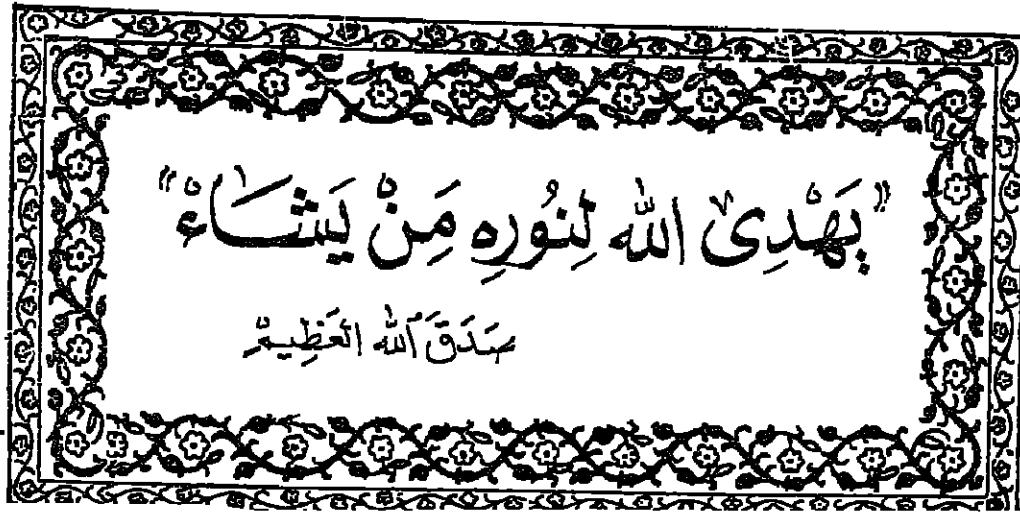 "يَهْدِى الله لِنُورِهِ مِنْ يَشَاءُ"
صَدَقَ الله العَظِيمُ